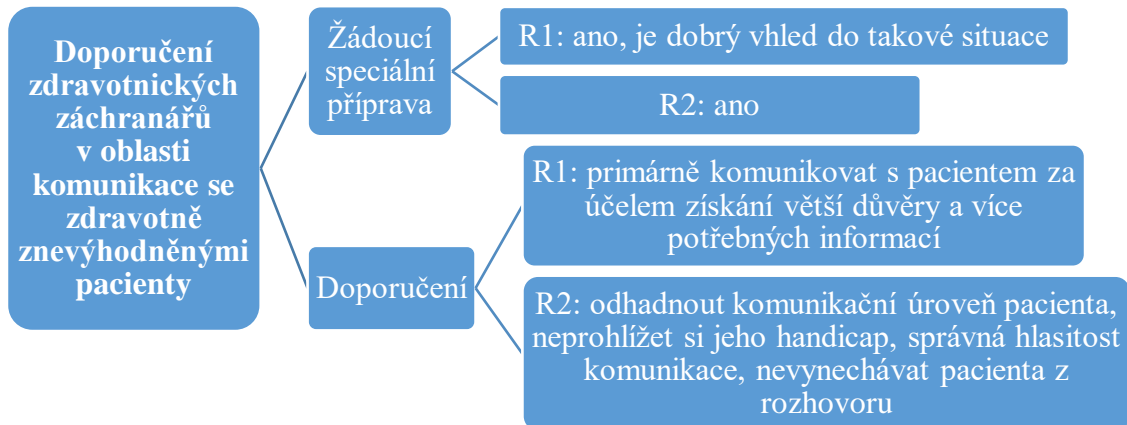 Doporučení
zdravotnických
záchranářů
v oblasti
komunikace se
zdravotně
znevýhodněnými
pacienty
Žádoucí
speciální
příprava
R1: ano, je dobrý vhled do takové situace
R2: ano
Doporučení
R1: primárně komunikovat s pacientem za
účelem získání větší důvěry a více
potřebných informací
R2: odhadnout komunikační úroveň pacienta,
neprohlížet si jeho handicap, správná hlasitost
komunikace, nevynechávat pacienta z
rozhovoru